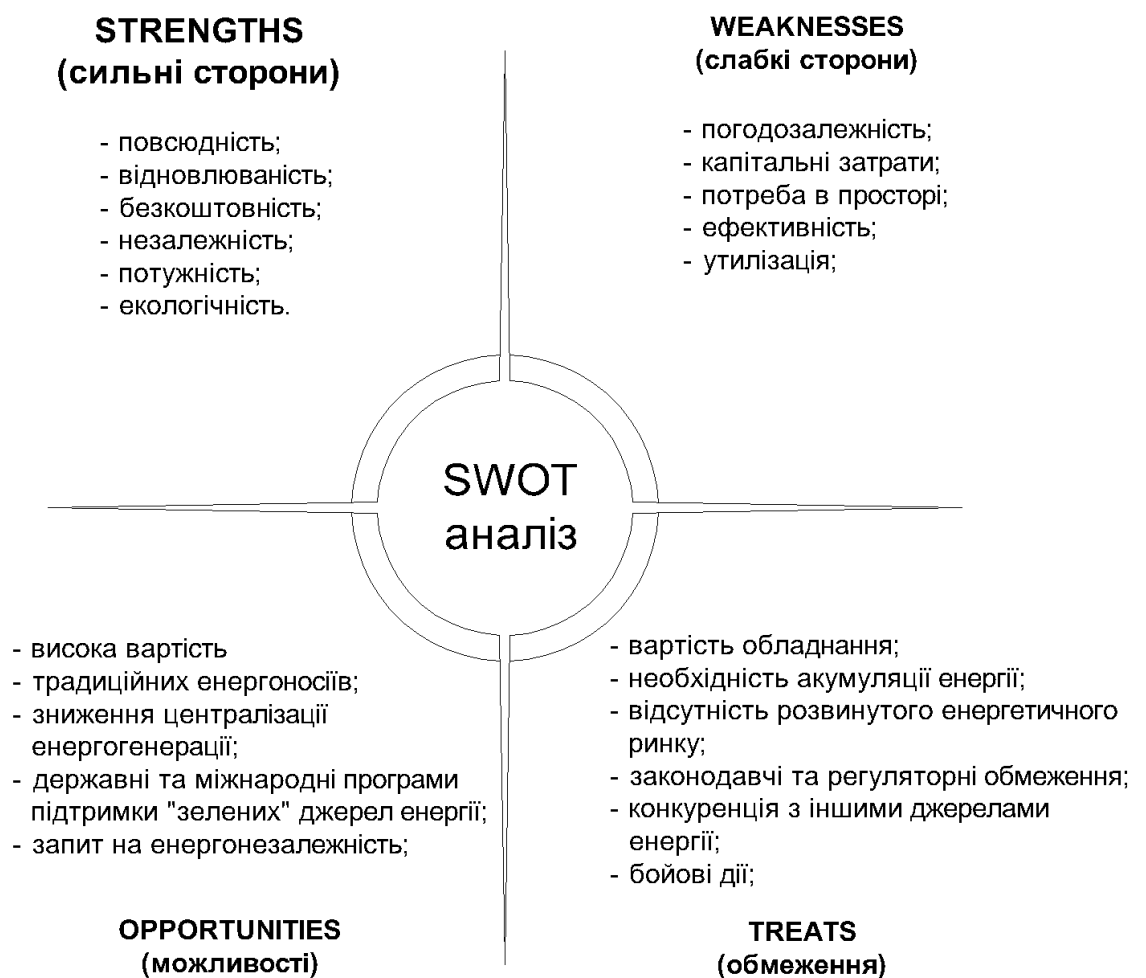 STRENGTHS
(сильні сторони)
- повсюдність;
- відновлюваність;
- безкоштовність;
- незалежність;
- потужність;
- екологічність.
WEAKNESSES
(слабкі сторони)
- погодозалежність;
- капітальні затрати;
- потреба в просторі;
- ефективність;
- утилізація;
SWOT
аналіз
- висока вартість
- традиційних енергоносіїв;
- зниження централізації
енергогенерації;
- державні та міжнародні програми
підтримки "зелених" джерел енергії;
- запит на енергонезалежність;
OPPORTUNITIES
(можливості)
- вартість обладнання;
- необхідність акумуляції енергії;
- відсутність розвинутого енергетичного
ринку;
- законодавчі та регуляторні обмеження;
- конкуренція з іншими джерелами
енергії;
- бойові дії;
TREATS
(обмеження)